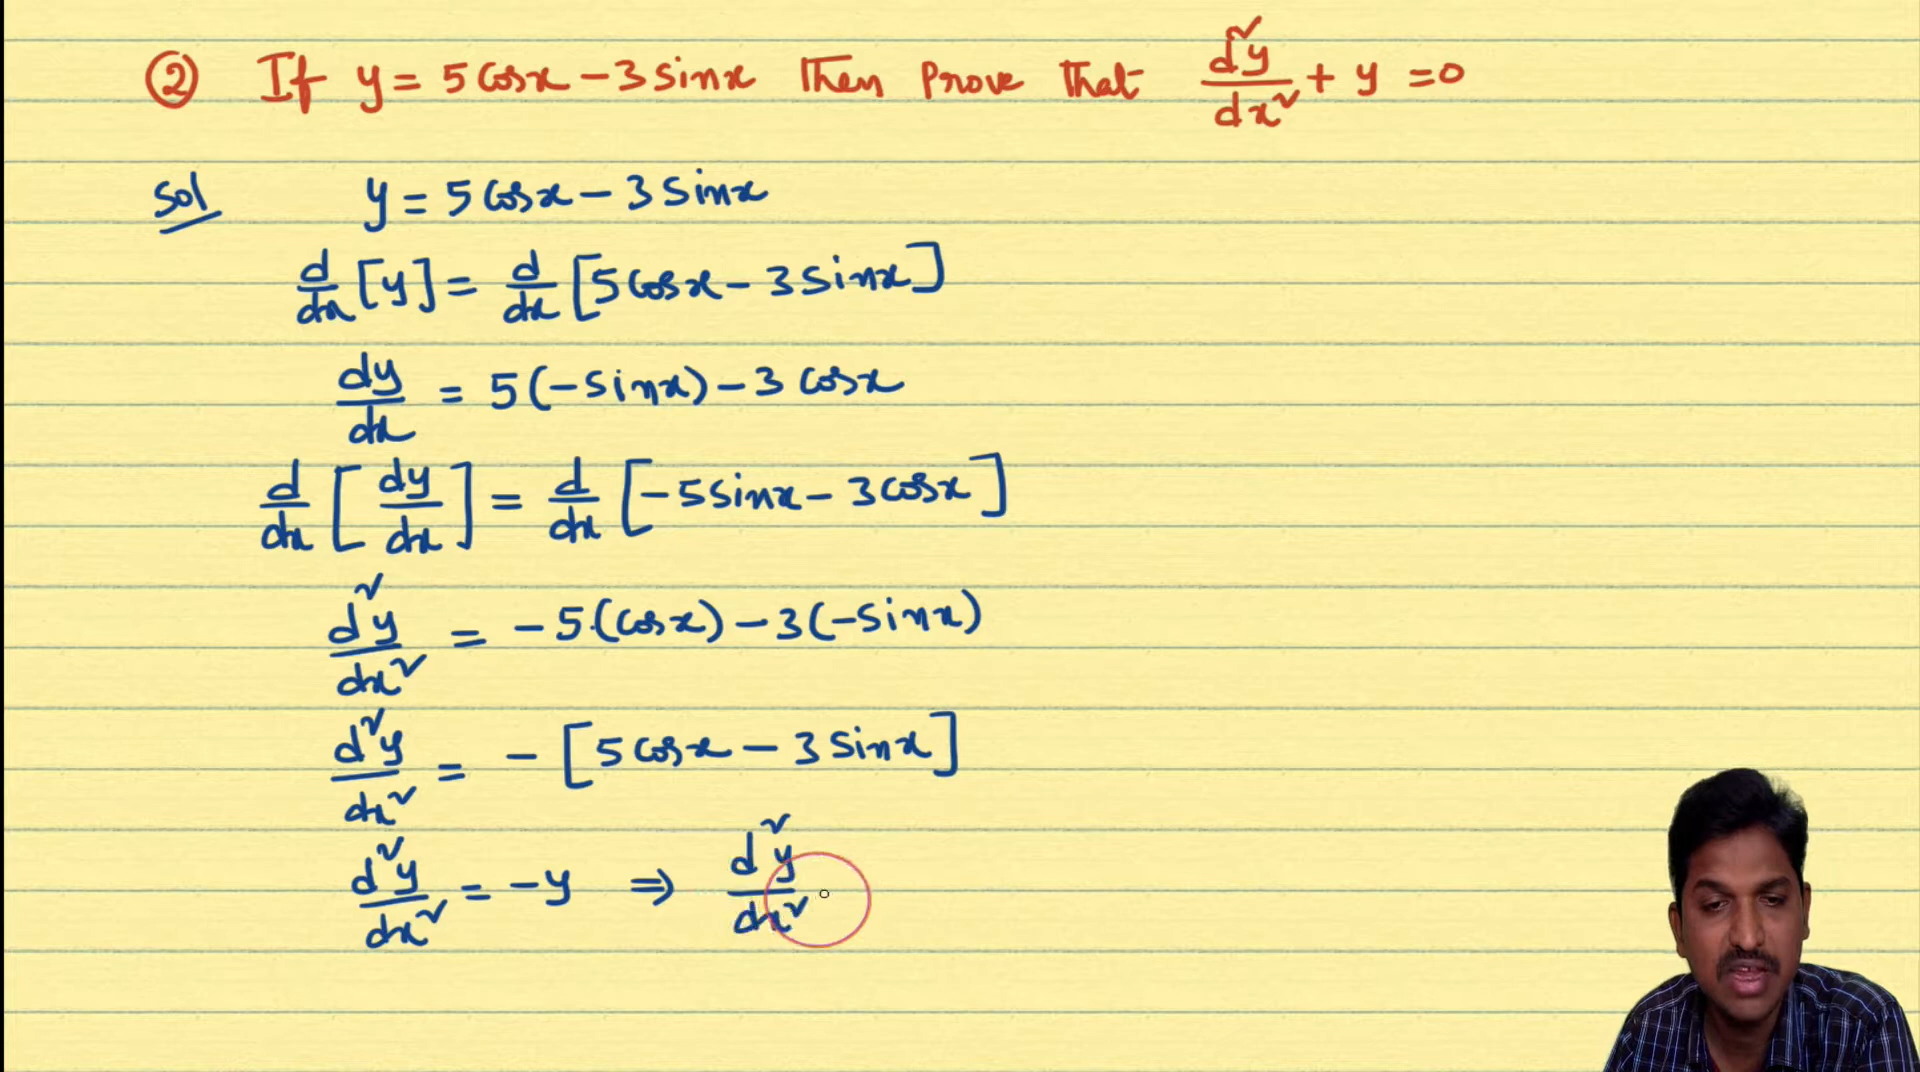 ② If y = 5cosx - 3sinx then prove that d²y/dx² + y = 0
Sol y = 5cosx - 3sinx
d/dx [y] = d/dx [5cosx - 3sinx]
dy/dx = 5(-sinx) - 3cosx
d/dx [dy/dx] = d/dx [-5sinx - 3cosx]
d²y/dx² = -5.(cosx) - 3(-sinx)
d²y/dx² = -[5cosx - 3sinx]
d²y/dx² = -y ⇒ d²y/dx²